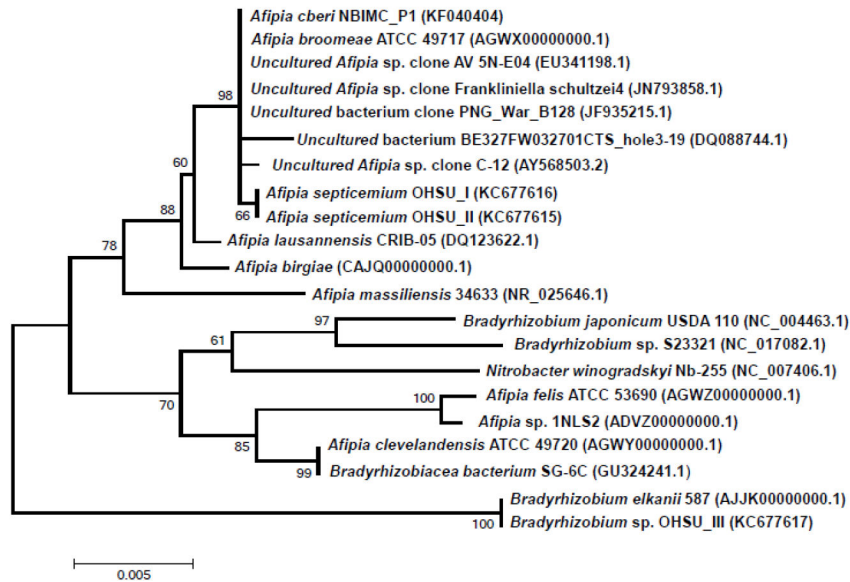 Afipia cberi NBIMC_P1 (KF040404)
Afipia broomeae ATCC 49717 (AGWX00000000.1)
Uncultured Afipia sp. clone AV 5N-E04 (EU341198.1)
Uncultured Afipia sp. clone Frankliniella schultzei4 (JN793858.1)
98
Uncultured bacterium clone PNG_War_B128 (JF935215.1)
Uncultured bacterium BE327FW032701CTS_hole3-19 (DQ088744.1)
60
Uncultured Afipia sp. clone C-12 (AY568503.2)
Afipia septicemium OHSU_I (KC677616)
66
Afipia septicemium OHSU_II (KC677615)
88
Afipia lausannensis CRIB-05 (DQ123622.1)
78
Afipia birgiae (CAJQ00000000.1)
Afipia massiliensis 34633 (NR_025646.1)
97
Bradyrhizobium japonicum USDA 110 (NC_004463.1)
61
Bradyrhizobium sp. S23321 (NC_017082.1)
Nitrobacter winogradskyi Nb-255 (NC_007406.1)
70
100
Afipia felis ATCC 53690 (AGWZ00000000.1)
Afipia sp. 1NLS2 (ADVZ00000000.1)
85
Afipia clevelandensis ATCC 49720 (AGWY00000000.1)
99
Bradyrhizobiacea bacterium SG-6C (GU324241.1)
Bradyrhizobium elkanii 587 (AJJK00000000.1)
100
Bradyrhizobium sp. OHSU_III (KC677617)
0.005